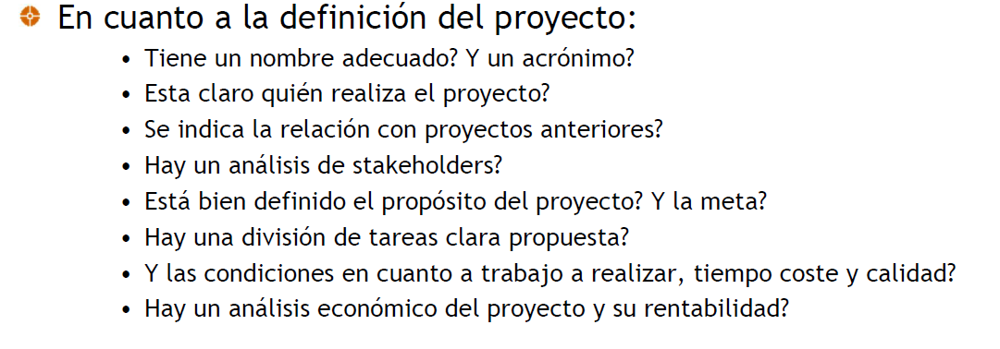 En cuanto a la definición del proyecto:
• Tiene un nombre adecuado? Y un acrónimo?
• Esta claro quién realiza el proyecto?
• Se indica la relación con proyectos anteriores?
• Hay un análisis de stakeholders?
• Está bien definido el propósito del proyecto? Y la meta?
• Hay una división de tareas clara propuesta?
• Y las condiciones en cuanto a trabajo a realizar, tiempo coste y calidad?
• Hay un análisis económico del proyecto y su rentabilidad?